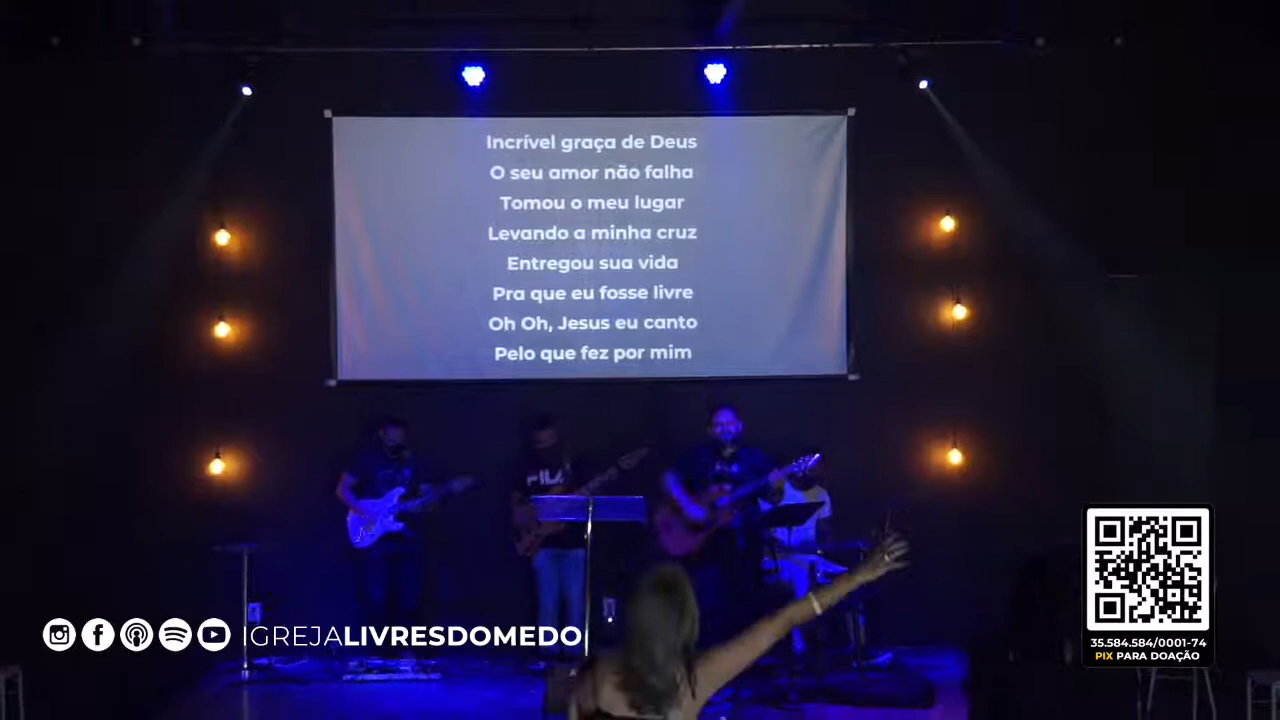 Incrível graça de Deus
O seu amor não falha
Tomou o meu lugar
Levando a minha cruz
Entregou sua vida
Pra que eu fosse livre
Oh Oh, Jesus eu canto
Pelo que fez por mim
FILA
IGREJALIVRESDOMEDO
35.584.584/0001-74
PIX PARA DOAÇÃO